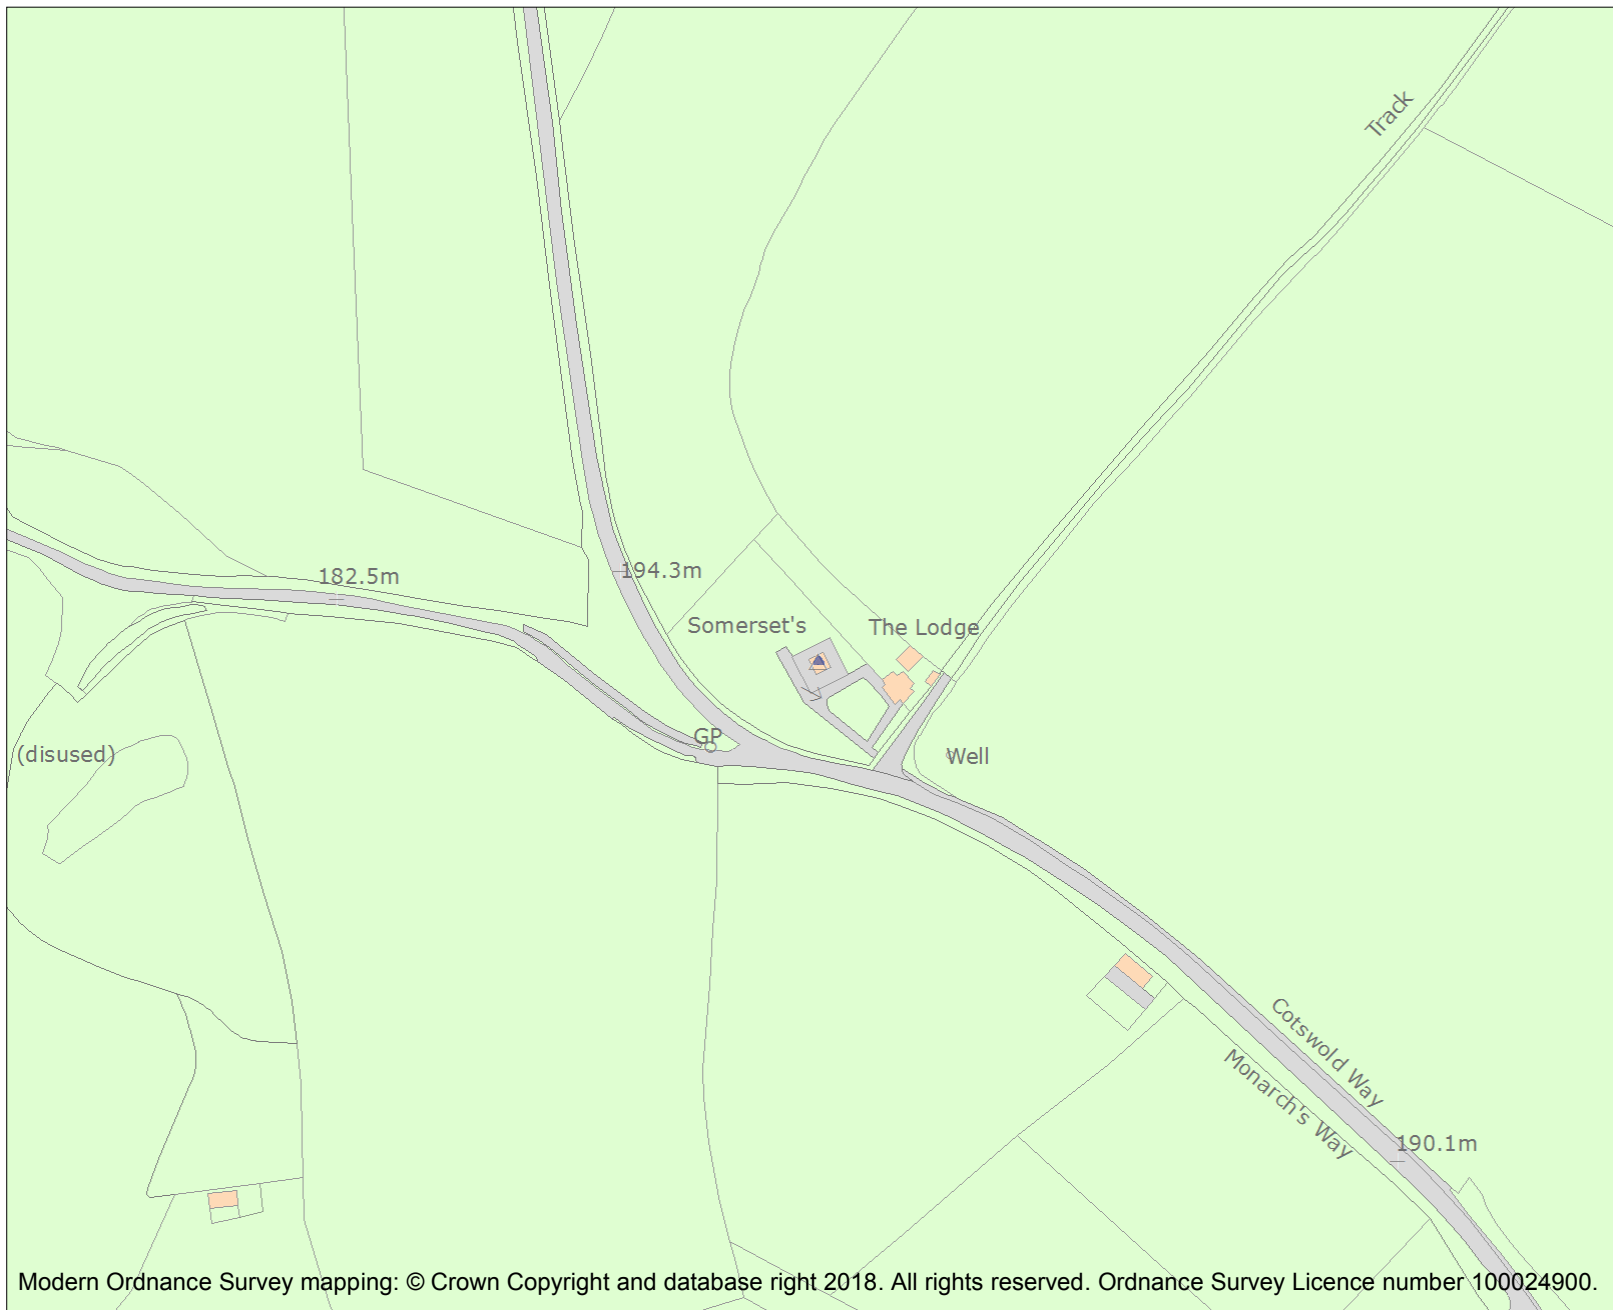 Track
182.5m
194.3m
Somerset's
The Lodge
GP
(disused)
Well
Cotswold Way
Monarch's Way
190.1m
Modern Ordnance Survey mapping: © Crown Copyright and database right 2018. All rights reserved. Ordnance Survey Licence number 100024900.